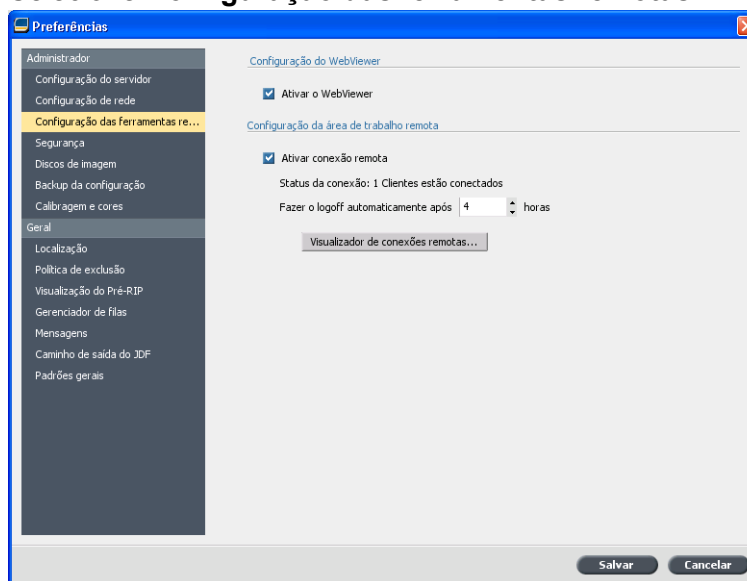 Preferências
Administrador
Configuração do servidor
Configuração de rede
Configuração das ferramentas re...
Segurança
Discos de imagem
Backup da configuração
Calibragem e cores
Geral
Localização
Política de exclusão
Visualização do Pré-RIP
Gerenciador de filas
Mensagens
Caminho de saída do JDF
Padrões gerais
Configuração do WebViewer
Ativar o WebViewer
Configuração da área de trabalho remota
Ativar conexão remota
Status da conexão: 1 Clientes estão conectados
Fazer o logoff automaticamente após 4 horas
Visualizador de conexões remotas...
Salvar Cancelar